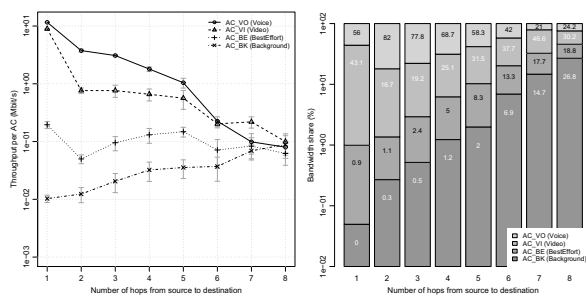 AC_VO (Voice)
AC_VI (Video)
AC_BE (BestEffort)
AC_BK (Background)
Throughput per AC (Mbit/s)
1e+01
1e+00
1e-01
1e-02
1e-03
1 2 3 4 5 6 7 8
Number of hops from source to destination
Bandwidth share (%)
1e+02
1e+01
1e+00
1e-01
1e-02
56 82 77.8 68.7 58.3 42 21 24.2
43.1 16.7 19.2 25.1 31.5 37.7 46.6 30.2
0.9 1.1 2.4 5 8.3 13.3 17.7 18.8
0 0.3 0.5 1.2 2 6.9 14.7 26.8
AC_VO (Voice)
AC_VI (Video)
AC_BE (BestEffort)
AC_BK (Background)
1 2 3 4 5 6 7 8
Number of hops from source to destination